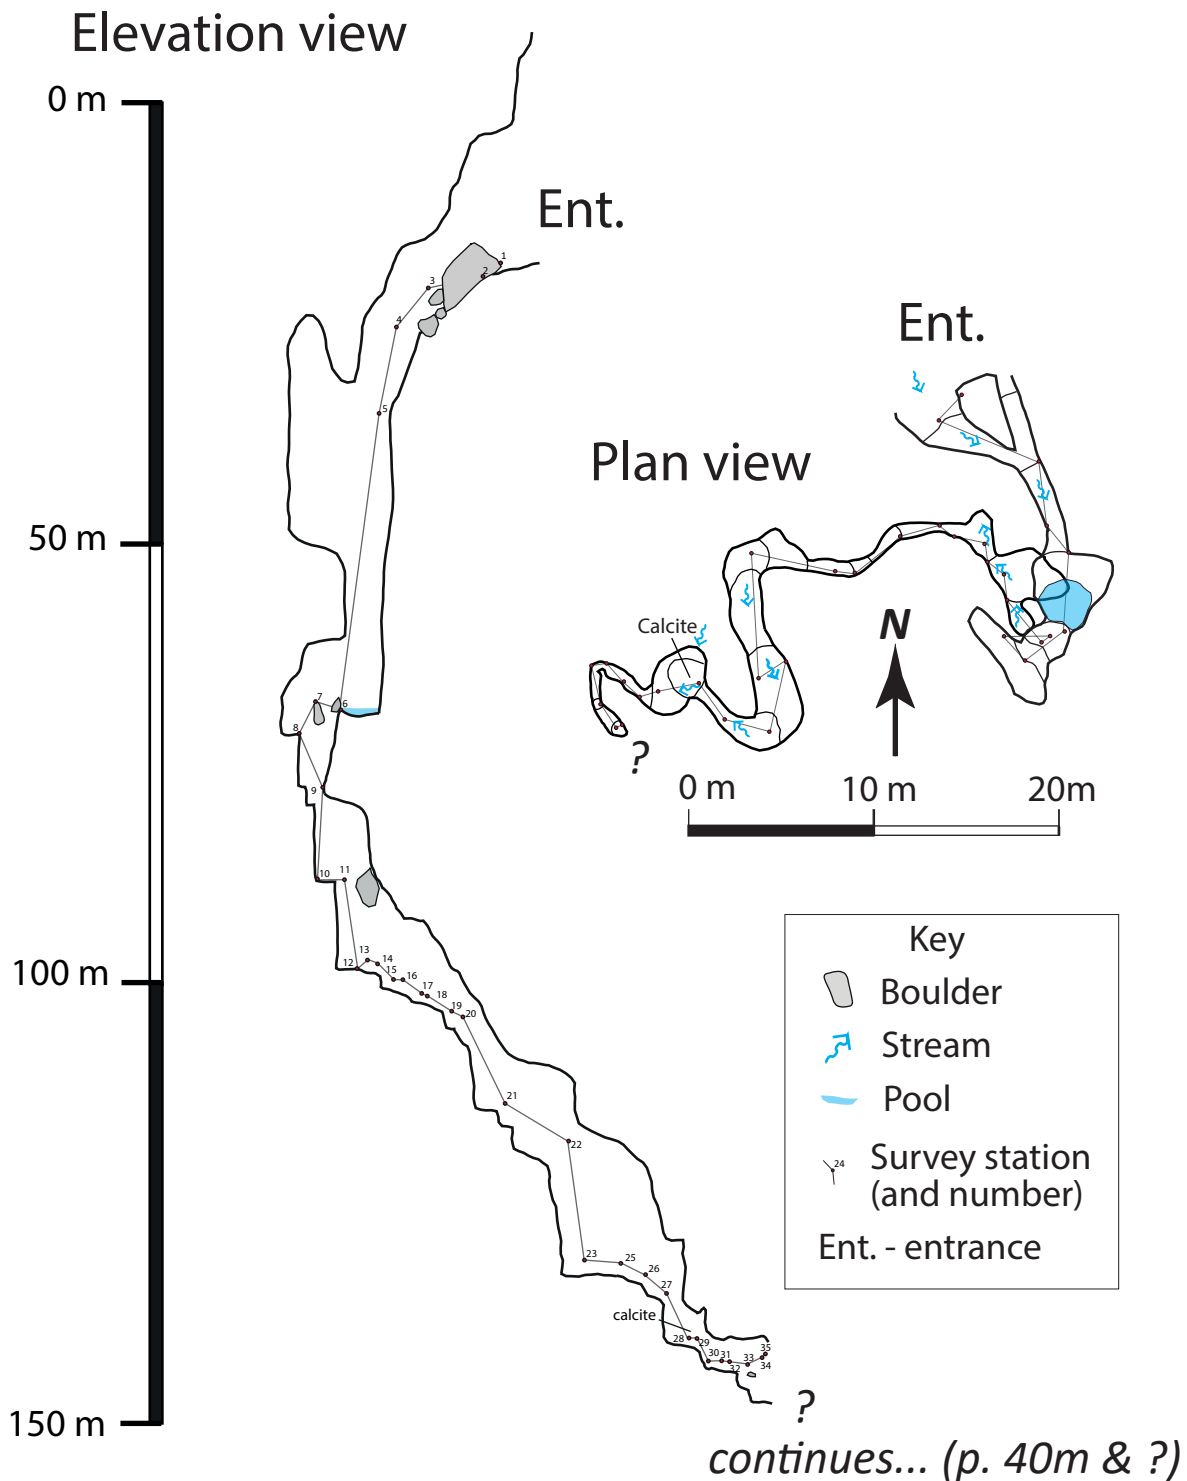 Elevation view
0 m
50 m
100 m
150 m
Ent.
1
2
3
4
5
6
7
8
9
10
11
12
13
14
15
16
17
18
19
20
21
22
23
25
26
27
calcite
28
29
30
31
32
33
34
35
?
continues... (p. 40m & ?)
Plan view
Ent.
Calcite
N
?
0 m
10 m
20m
Key
Boulder
Stream
Pool
24
Survey station
(and number)
Ent. - entrance